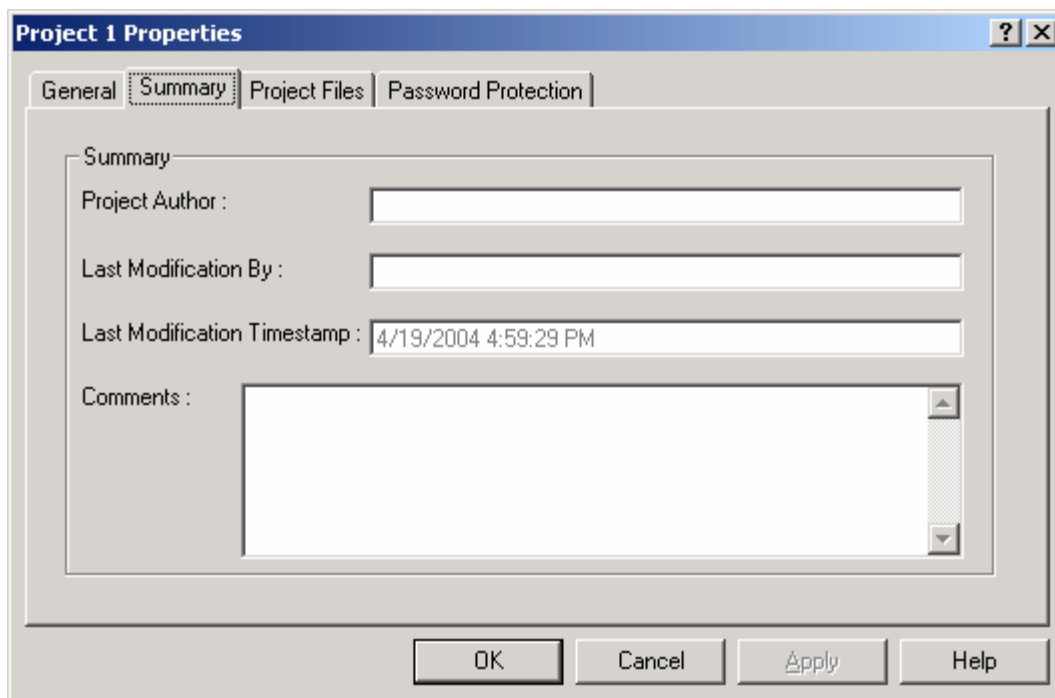 Project 1 Properties
General Summary Project Files Password Protection
Summary
Project Author :
Last Modification By :
Last Modification Timestamp : 4/19/2004 4:59:29 PM
Comments :
OK Cancel Apply Help